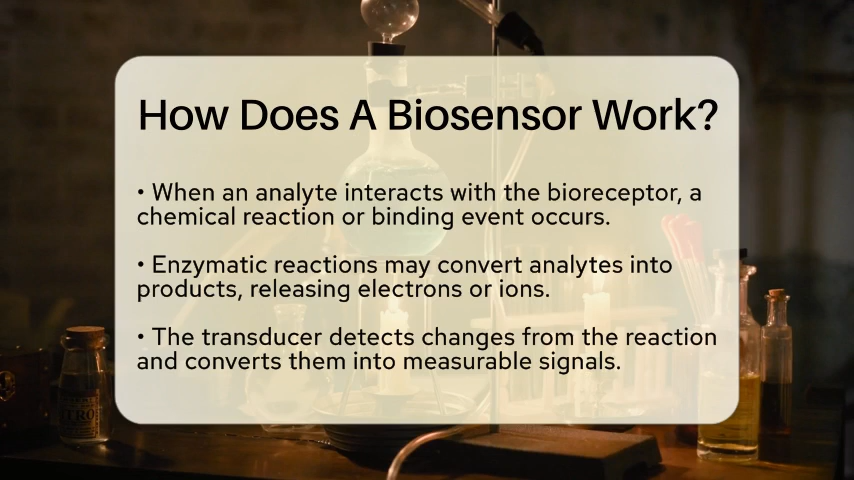 How Does A Biosensor Work?
• When an analyte interacts with the bioreceptor, a
chemical reaction or binding event occurs.
• Enzymatic reactions may convert analytes into
products, releasing electrons or ions.
• The transducer detects changes from the reaction
and converts them into measurable signals.